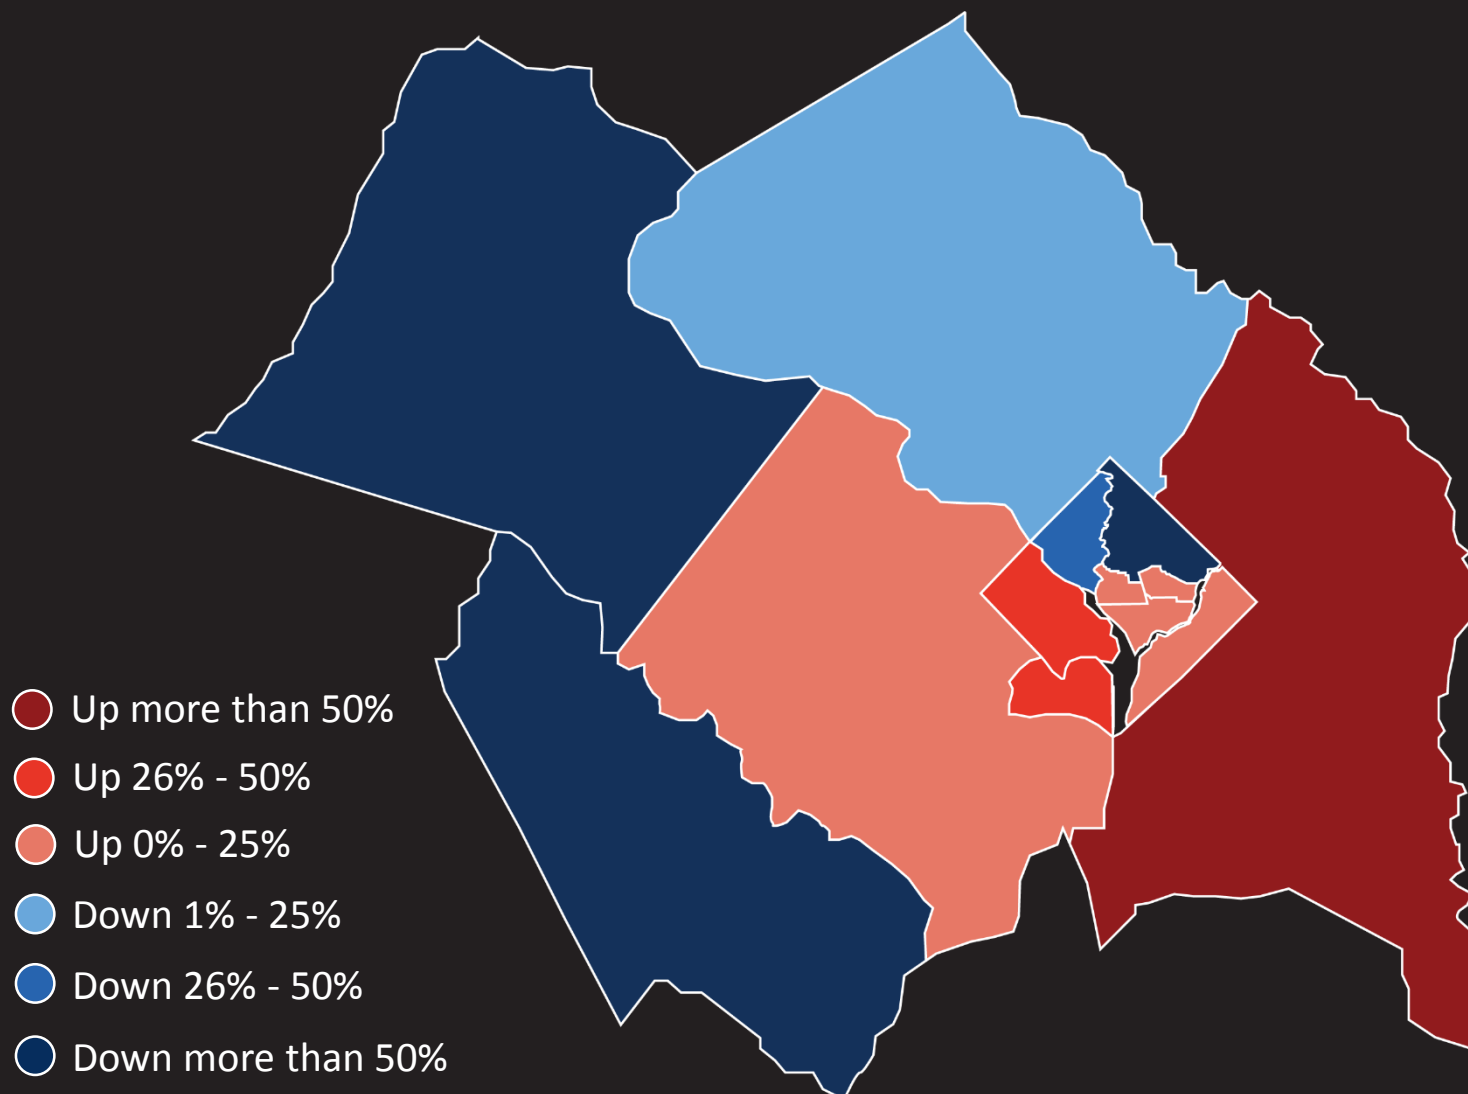 Up more than 50%
Up 26% - 50%
Up 0% - 25%
Down 1% - 25%
Down 26% - 50%
Down more than 50%